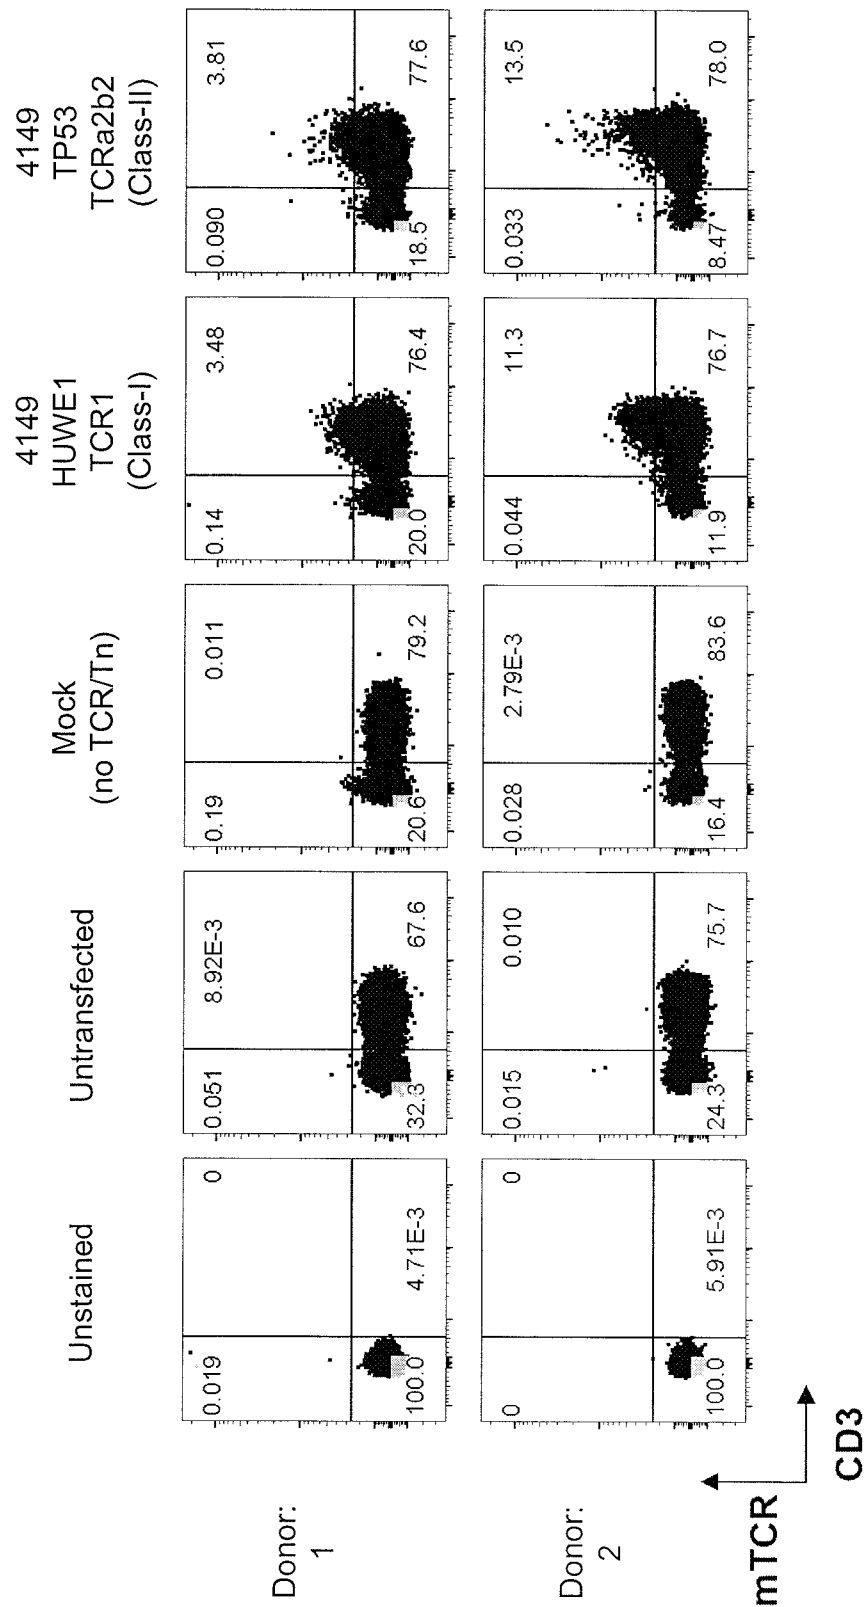 Unstained
Untransfected
Mock
(no TCR/Tn)
4149
HUWE1
TCR1
(Class-I)
4149
TP53
TCRa2b2
(Class-II)
Donor:
1
0.019
0
100.0
4.71E-3
0.051
8.92E-3
32.3
67.6
0.19
0.011
20.6
79.2
0.14
3.48
20.0
76.4
0.090
3.81
18.5
77.6
Donor:
2
0
0
100.0
5.91E-3
0.015
0.010
24.3
75.7
0.028
2.79E-3
16.4
83.6
0.044
11.3
11.9
76.7
0.033
13.5
8.47
78.0
mTCR
CD3